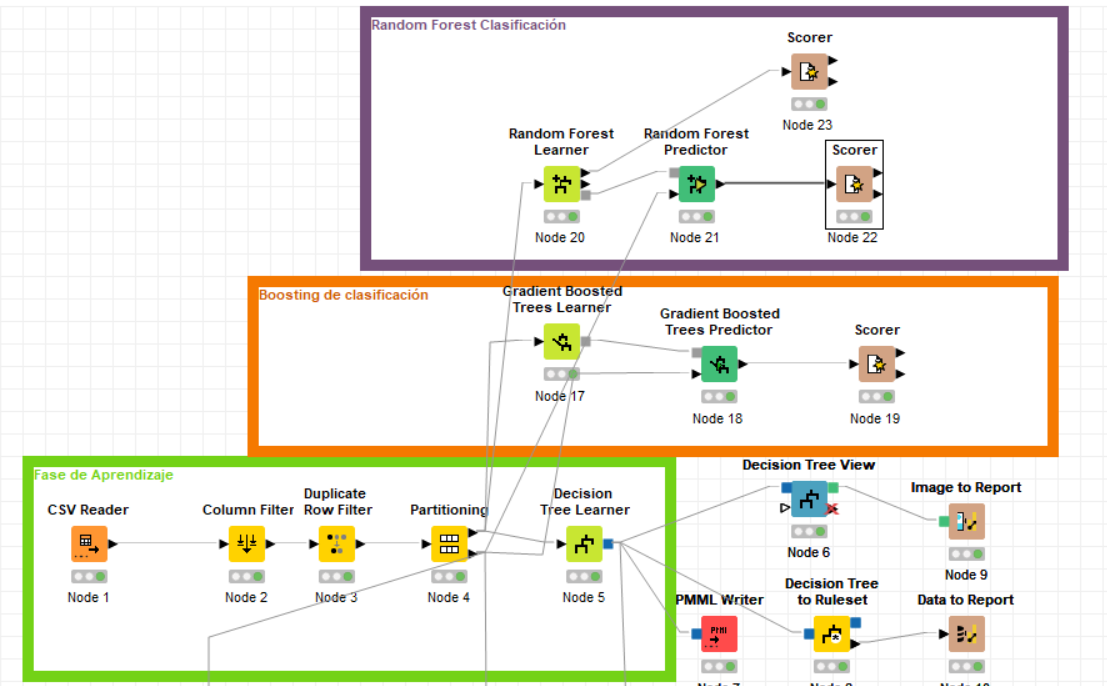 Random Forest Clasificación
Scorer
Node 23
Random Forest
Learner
Node 20
Random Forest
Predictor
Node 21
Scorer
Node 22
Boosting de clasificación
Gradient Boosted
Trees Learner
Node 17
Gradient Boosted
Trees Predictor
Node 18
Scorer
Node 19
Fase de Aprendizaje
CSV Reader
Node 1
Column Filter
Node 2
Duplicate
Row Filter
Node 3
Partitioning
Node 4
Decision
Tree Learner
Node 5
Decision Tree View
Node 6
Image to Report
Node 9
PMML Writer
Node 7
Decision Tree
to Ruleset
Data to Report